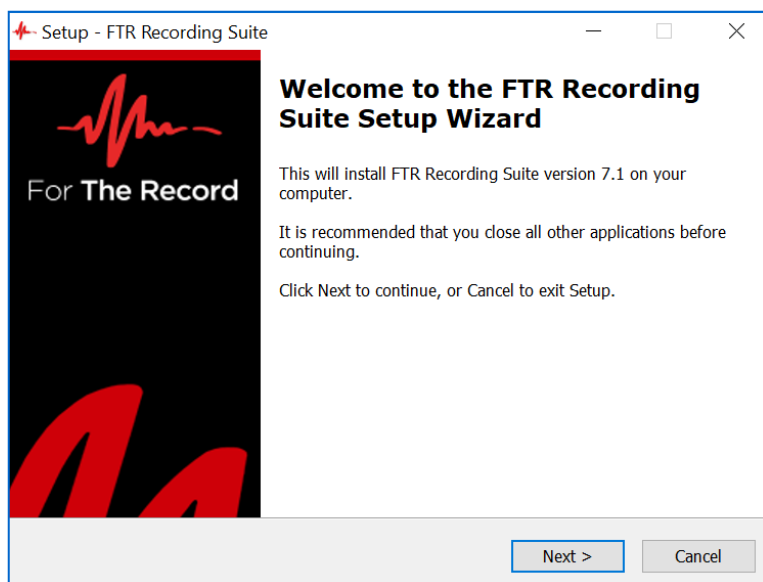 Setup - FTR Recording Suite
For The Record
Welcome to the FTR Recording
Suite Setup Wizard
This will install FTR Recording Suite version 7.1 on your
computer.
It is recommended that you close all other applications before
continuing.
Click Next to continue, or Cancel to exit Setup.
Next >
Cancel